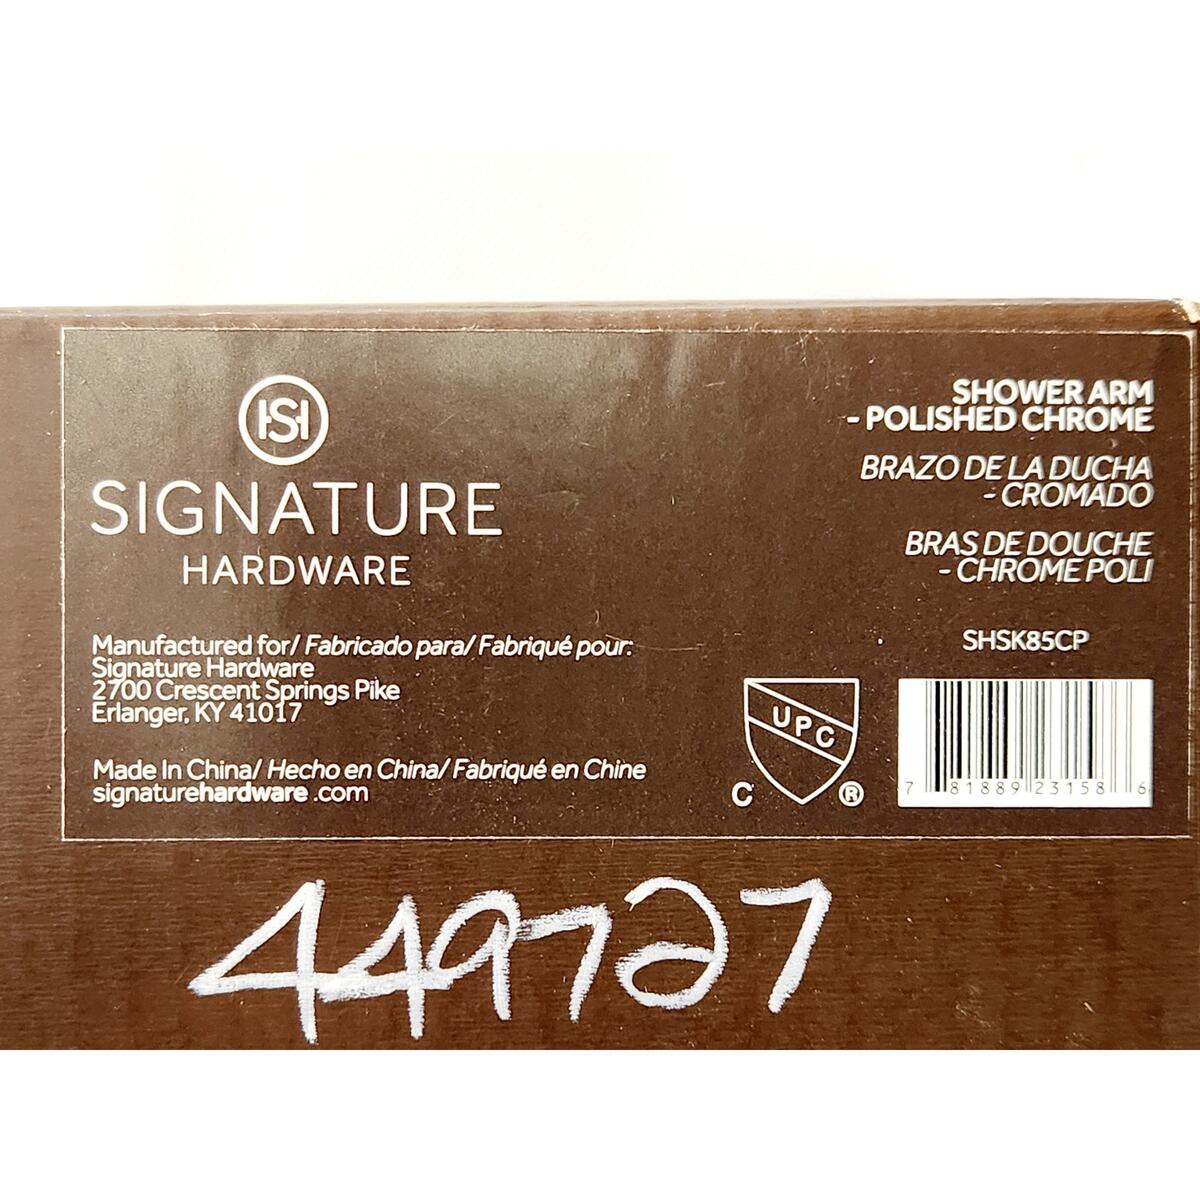 HSH
SIGNATURE
HARDWARE
SHOWER ARM
- POLISHED CHROME
BRAZO DE LA DUCHA
- CROMADO
BRAS DE DOUCHE
- CHROME POLI
SHSK85CP
Manufactured for/ Fabricado para/ Fabriqué pour:
Signature Hardware
2700 Crescent Springs Pike
Erlanger, KY 41017
Made In China/ Hecho en China/ Fabriqué en Chine
signaturehardware .com
UPC
C ®
7 81889 23158 6
449727